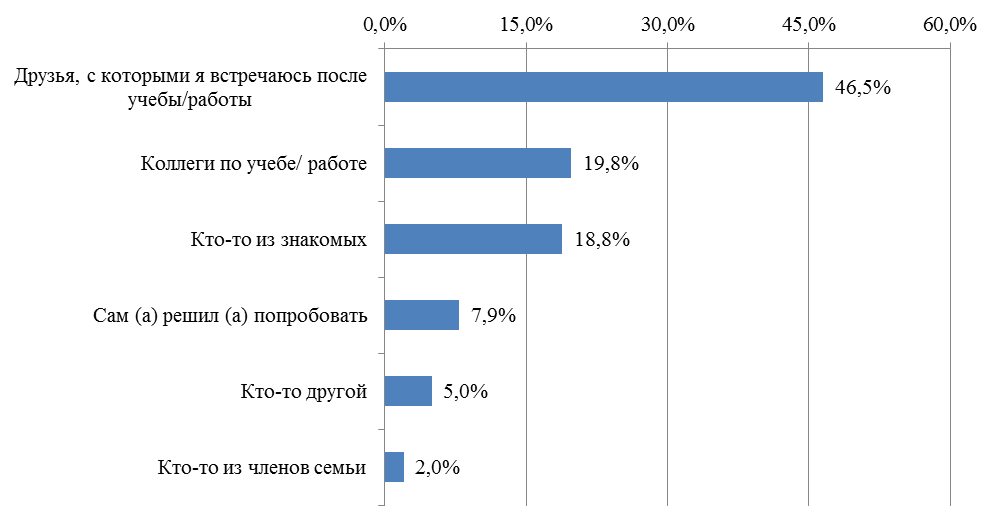 0,0% 15,0% 30,0% 45,0% 60,0%
Друзья, с которыми я встречаюсь после
учебы/работы
46,5%
Коллеги по учебе/ работе
19,8%
Кто-то из знакомых
18,8%
Сам (а) решил (а) попробовать
7,9%
Кто-то другой
5,0%
Кто-то из членов семьи
2,0%